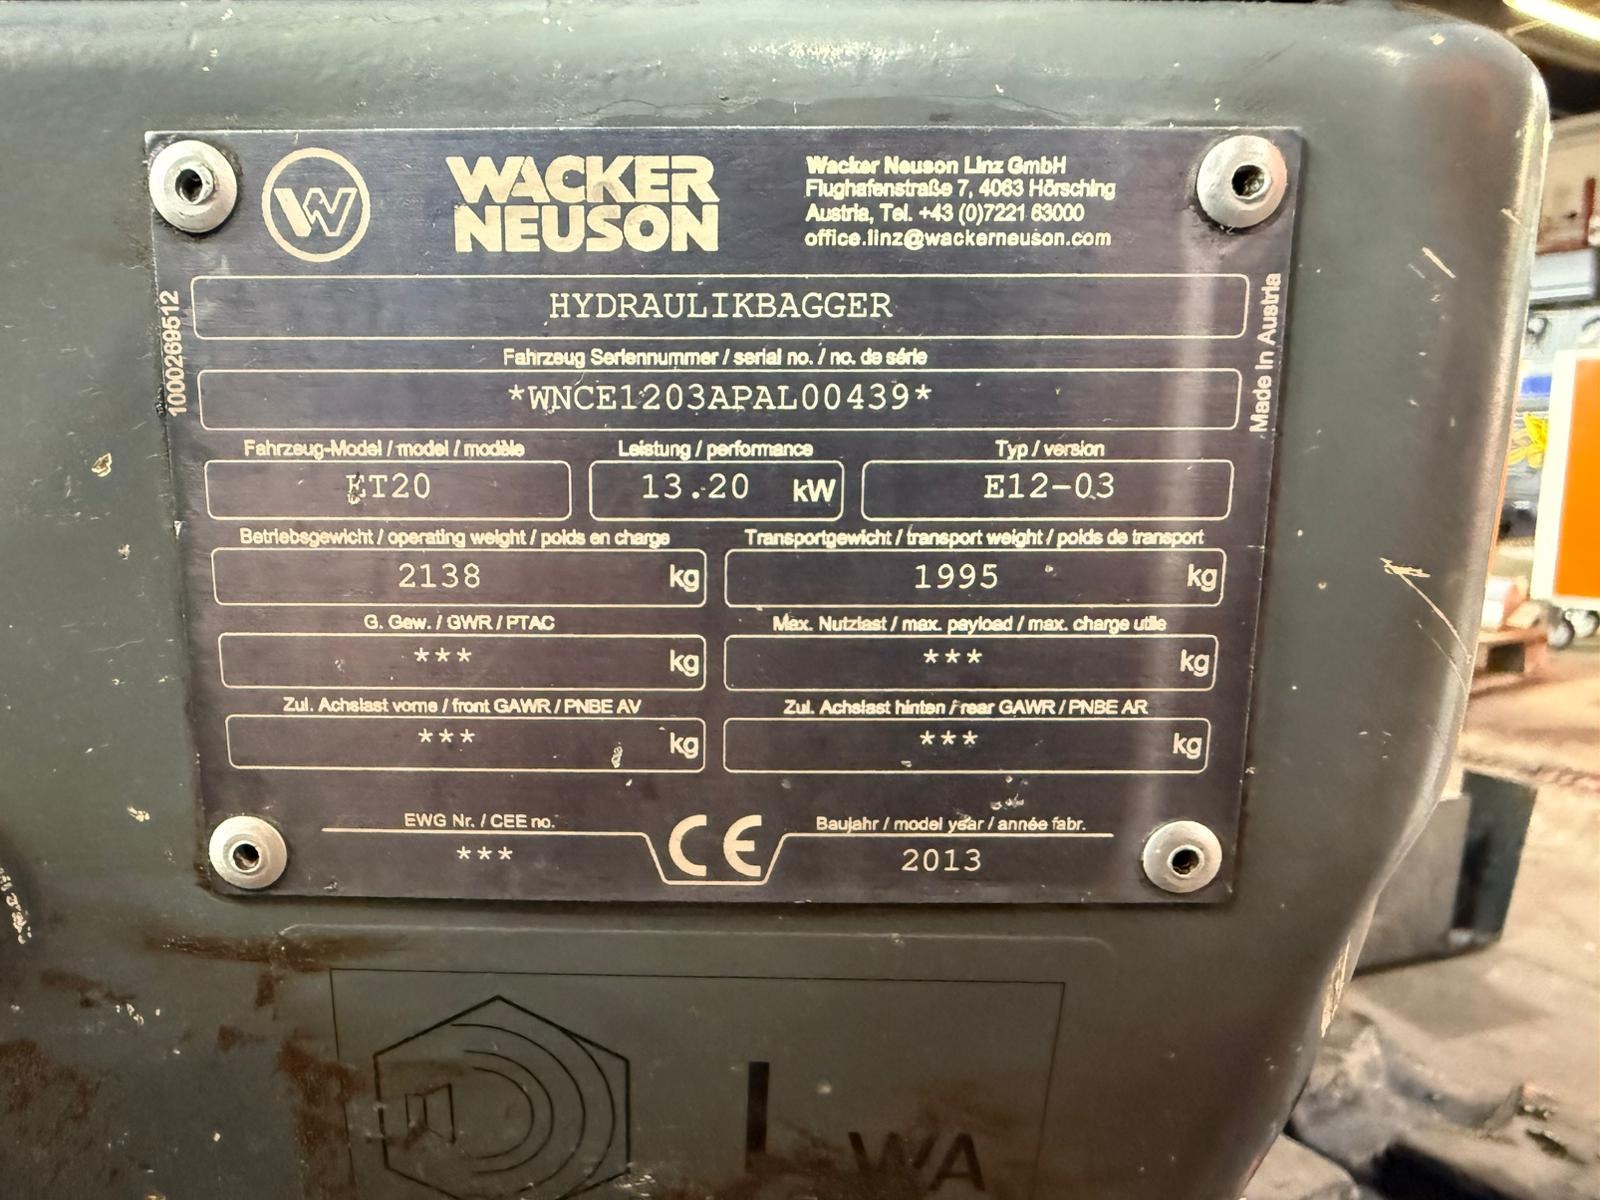 WACKER
NEUSON
Wacker Neuson Linz GmbH
Flughafenstraße 7, 4063 Hörsching
Austria, Tel. +43 (0)7221 63000
office.linz@wackerneuson.com
HYDRAULIKBAGGER
1000269512
Made in Austria
Fahrzeug Seriennummer / serial no. / no. de série
*WNCE1203APAL00439*
Fahrzeug-Model / model / modèle
Leistung / performance
Typ / version
ET20
13.20 kW
E12-03
Betriebsgewicht / operating weight / poids en charge
Transportgewicht / transport weight / poids de transport
2138 kg
1995 kg
G. Gew. / GWR / PTAC
Max. Nutzlast / max. payload / max. charge utile
*** kg
*** kg
Zul. Achslast vorne / front GAWR / PNBE AV
Zul. Achslast hinten / rear GAWR / PNBE AR
*** kg
*** kg
EWG Nr. / CEE no.
CE
Baujahr / model year / année fabr.
***
2013
LWA